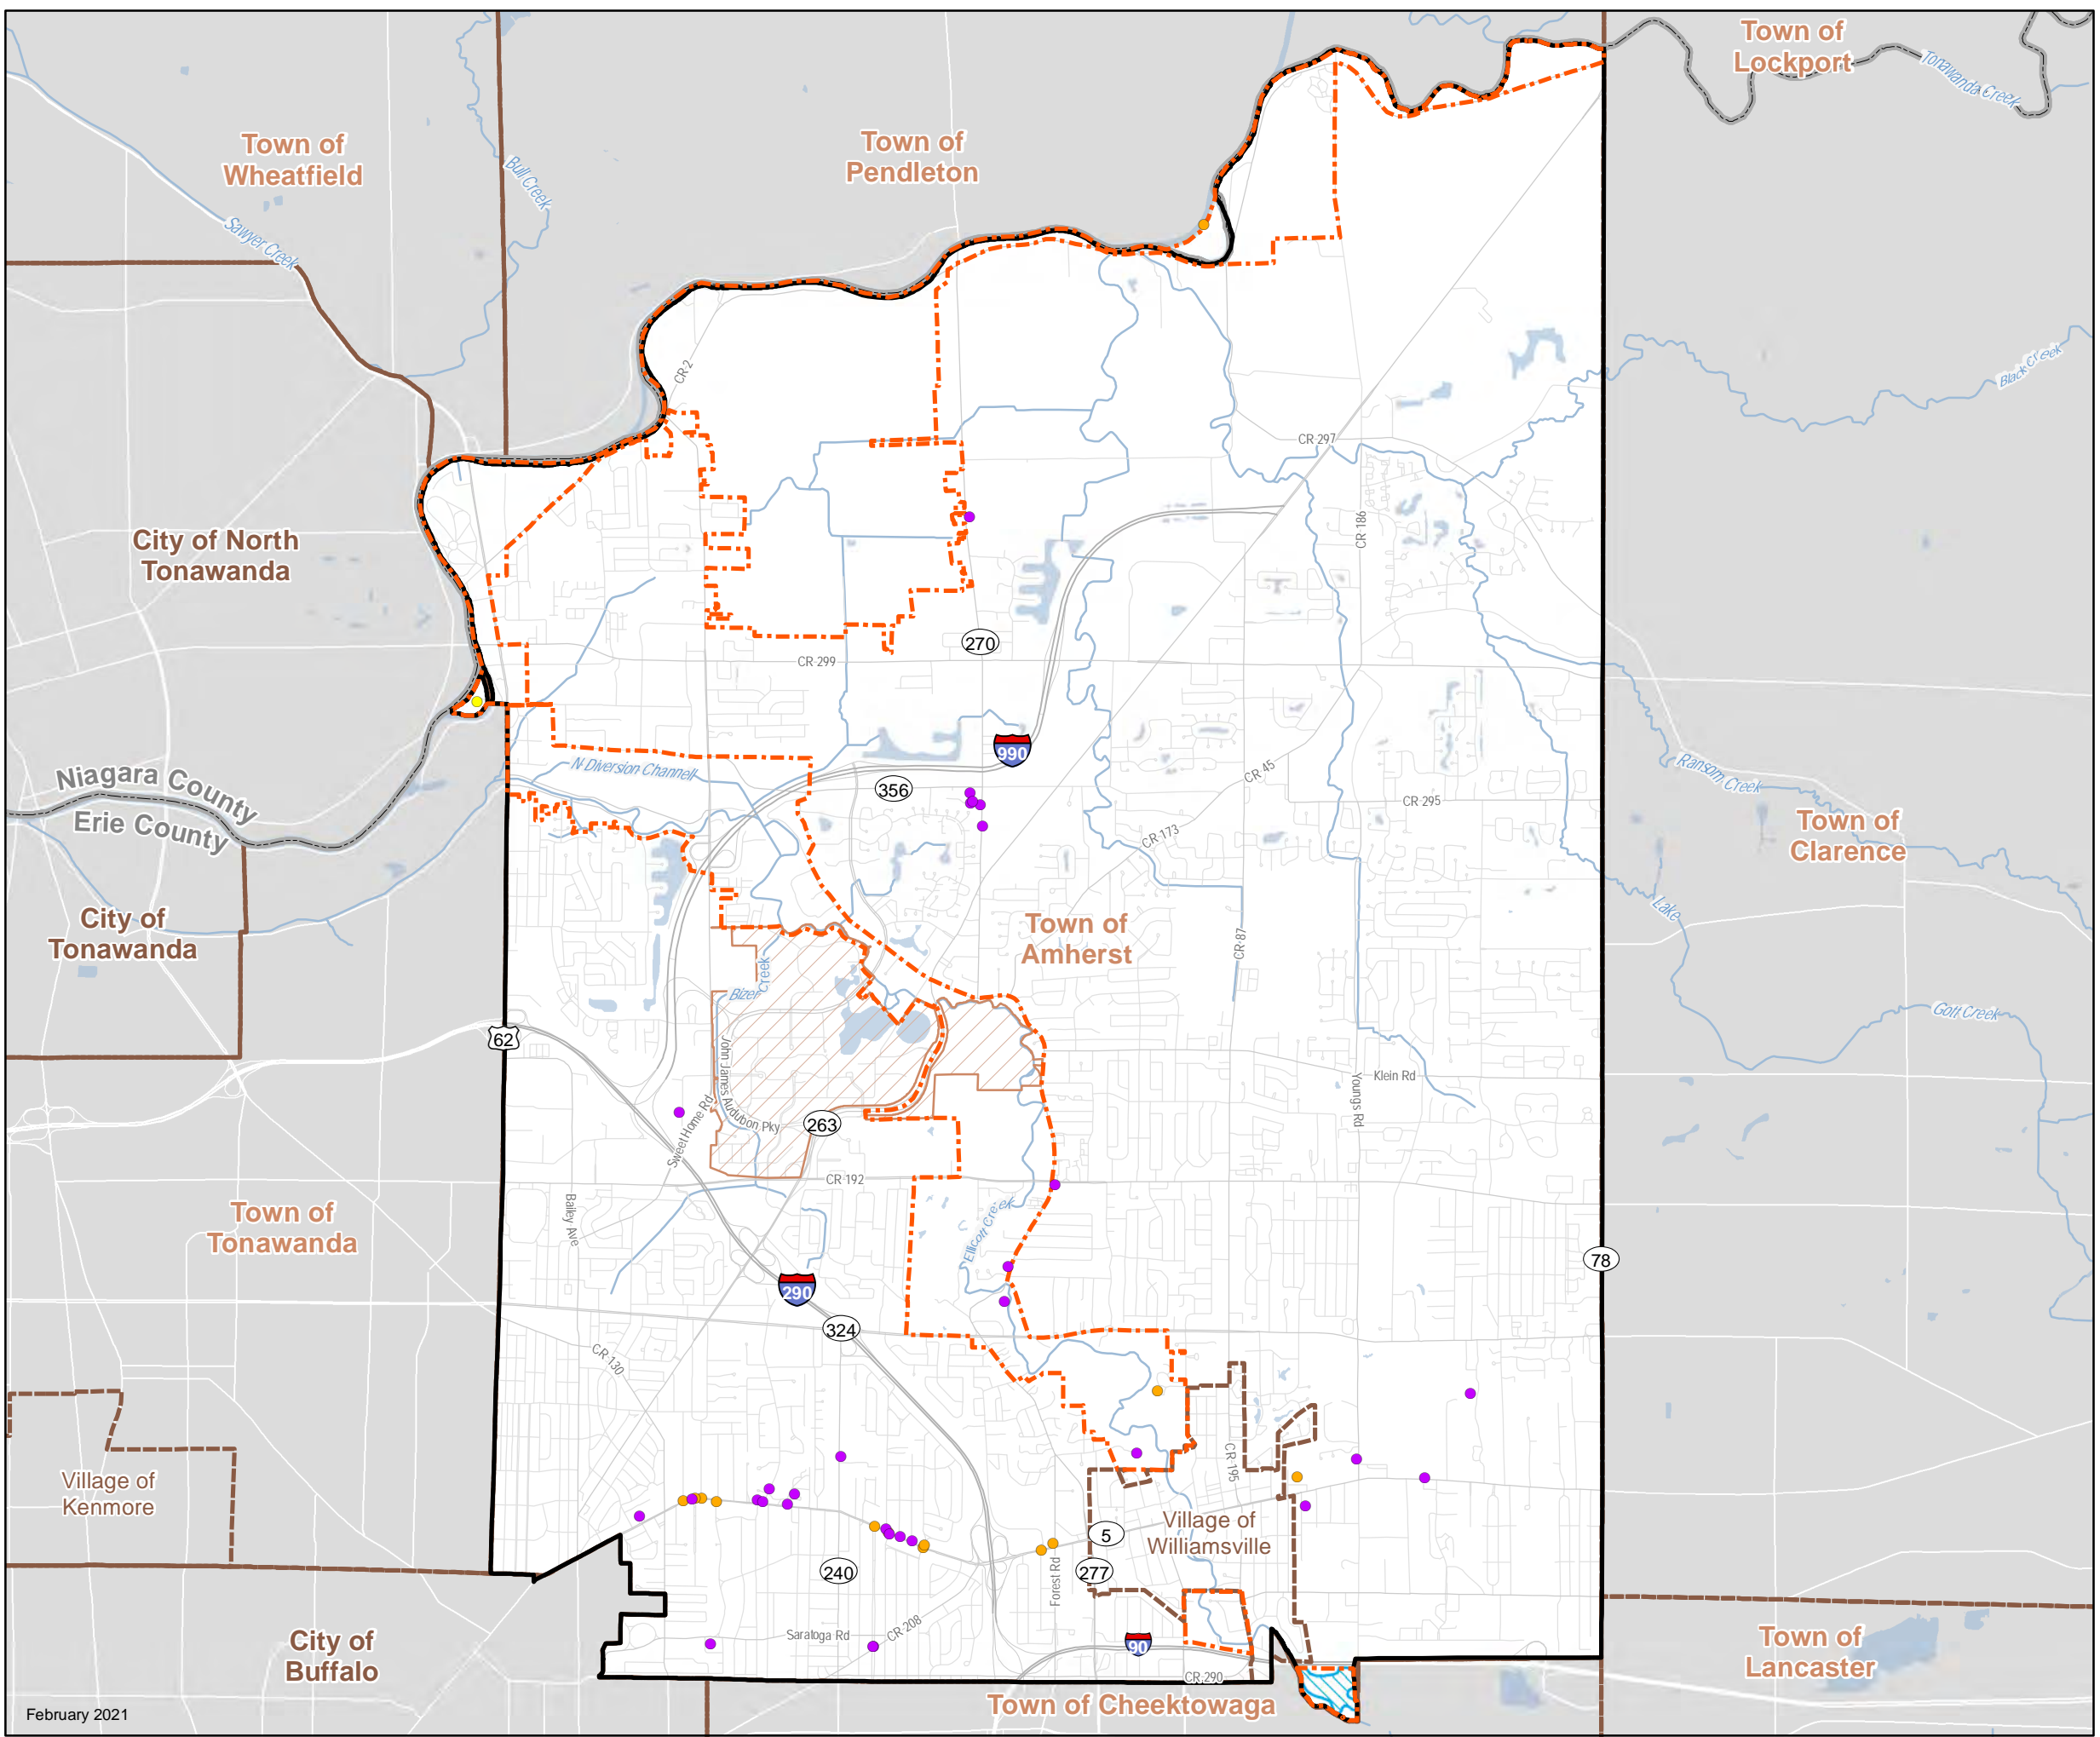 Town of
Lockport
Tonawanda Creek
Town of
Wheatfield
Bull Creek
Town of
Pendleton
Sawyer Creek
CR 2
Black Creek
CR 297
City of North
Tonawanda
CR 186
270
CR 299
990
N Diversion Channel
356
CR 45
CR 295
Ransom Creek
Niagara County
Erie County
CR 173
Town of
Clarence
City of
Tonawanda
Town of
Amherst
CR 87
Lake
Bizer Creek
Gott Creek
62
John James Audubon Pky
Sweet Home Rd
263
Klein Rd
Youngs Rd
CR 192
Bailey Ave
Town of
Tonawanda
Ellicott Creek
78
290
324
CR 130
CR 195
Village of
Kenmore
Village of
Williamsville
5
240
277
Forest Rd
CR 208
Saratoga Rd
90
City of
Buffalo
Town of
Lancaster
CR 290
Town of Cheektowaga
February 2021